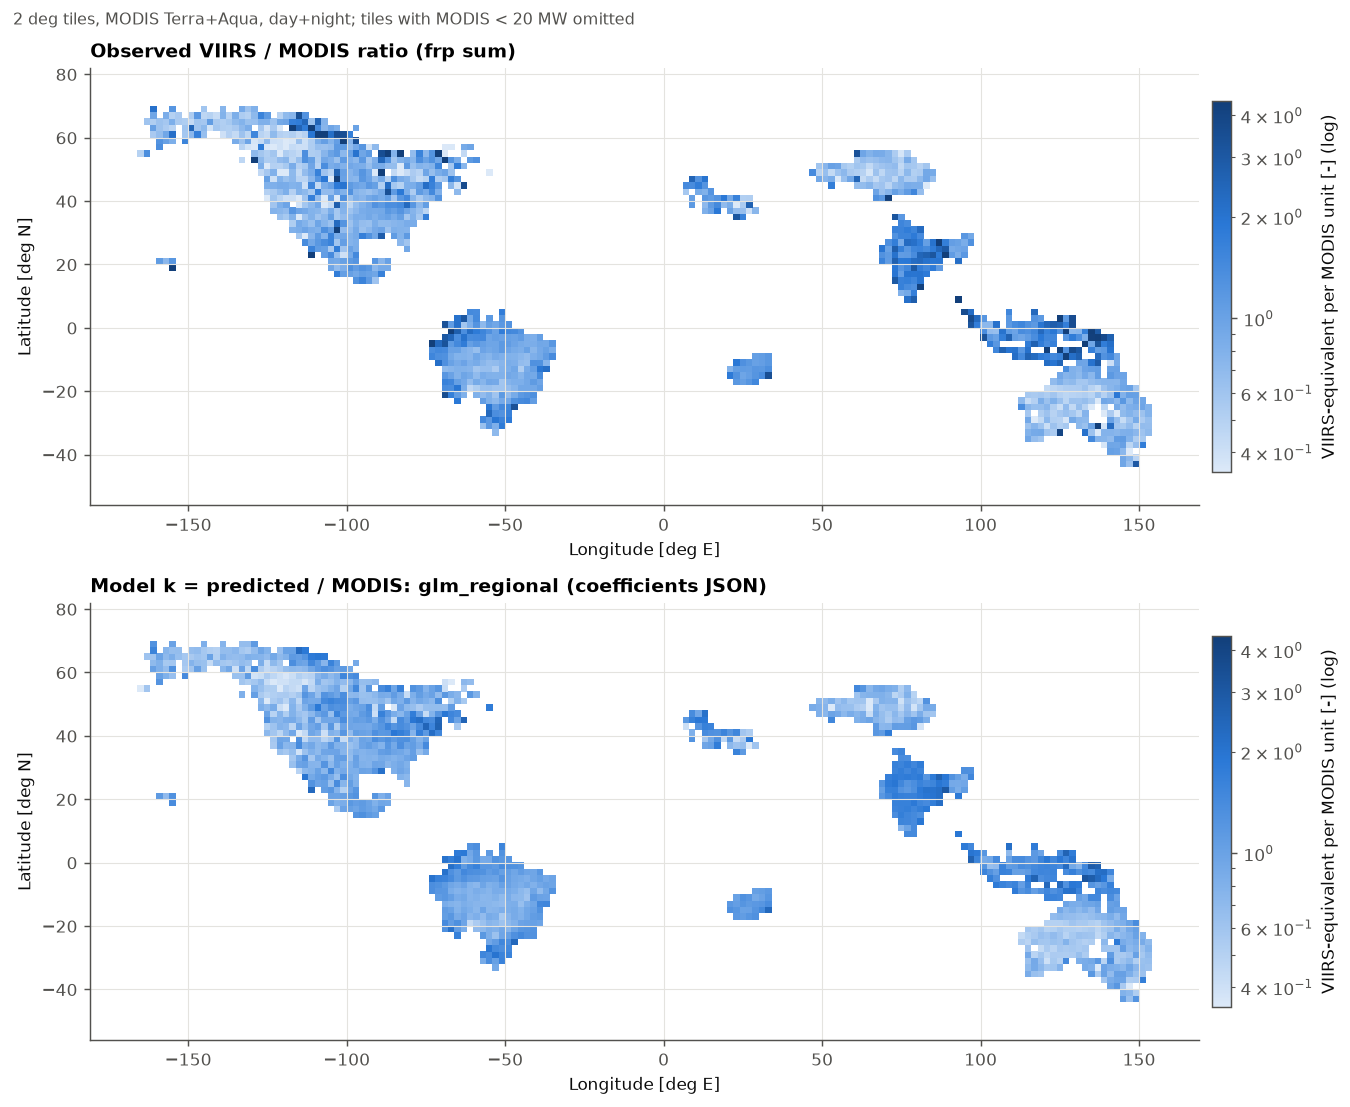 2 deg tiles, MODIS Terra+Aqua, day+night; tiles with MODIS < 20 MW omitted
Observed VIIRS / MODIS ratio (frp sum)
80
60
40
20
0
−20
−40
Latitude [deg N]
−150
−100
−50
0
50
100
150
Longitude [deg E]
4 × 10⁰
3 × 10⁰
2 × 10⁰
10⁰
6 × 10⁻¹
4 × 10⁻¹
VIIRS-equivalent per MODIS unit [-] (log)
Model k = predicted / MODIS: glm_regional (coefficients JSON)
80
60
40
20
0
−20
−40
Latitude [deg N]
−150
−100
−50
0
50
100
150
Longitude [deg E]
4 × 10⁰
3 × 10⁰
2 × 10⁰
10⁰
6 × 10⁻¹
4 × 10⁻¹
VIIRS-equivalent per MODIS unit [-] (log)